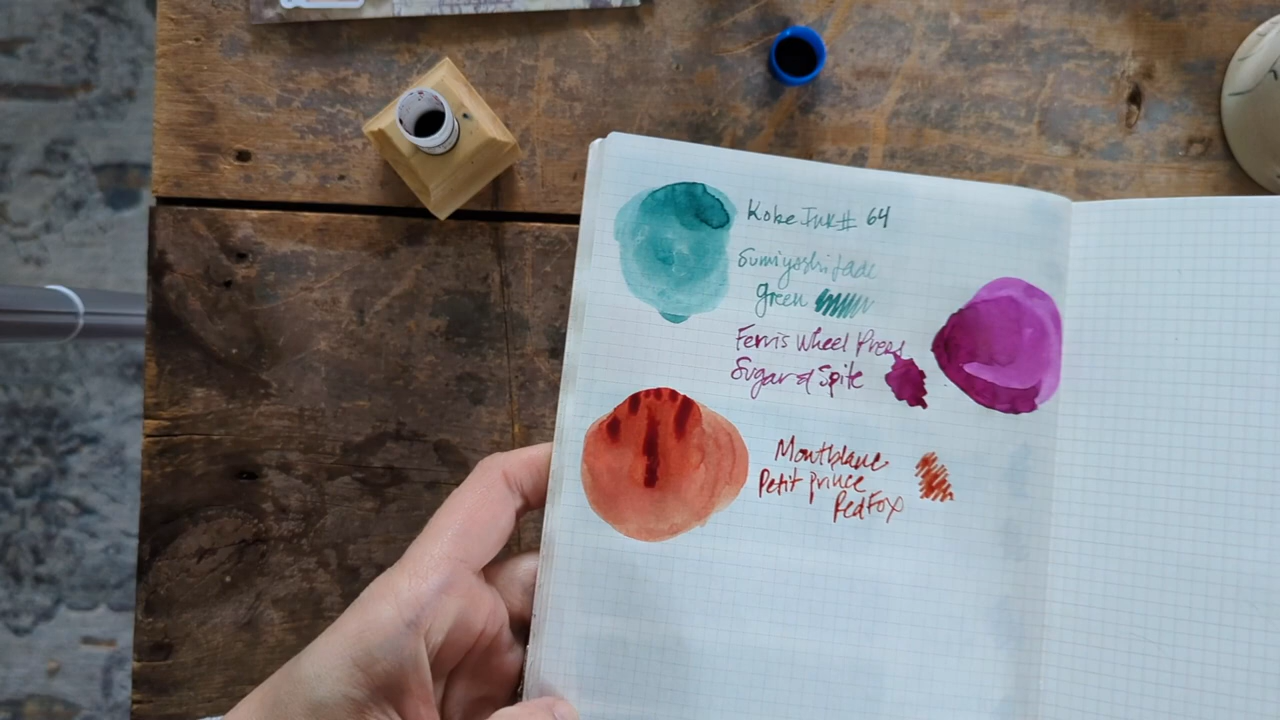 Kobe Ink# 64
Sumiyoshi Jade
green
Ferris Wheel Press
Sugar & Spite
Montblanc
Petit prince
Red Fox